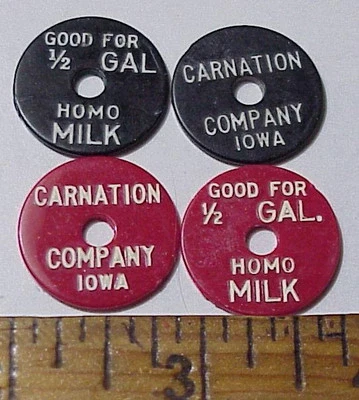 GOOD FOR
½ GAL
HOMO
MILK
CARNATION
COMPANY
IOWA
CARNATION
COMPANY
IOWA
GOOD FOR
½ GAL.
HOMO
MILK
3